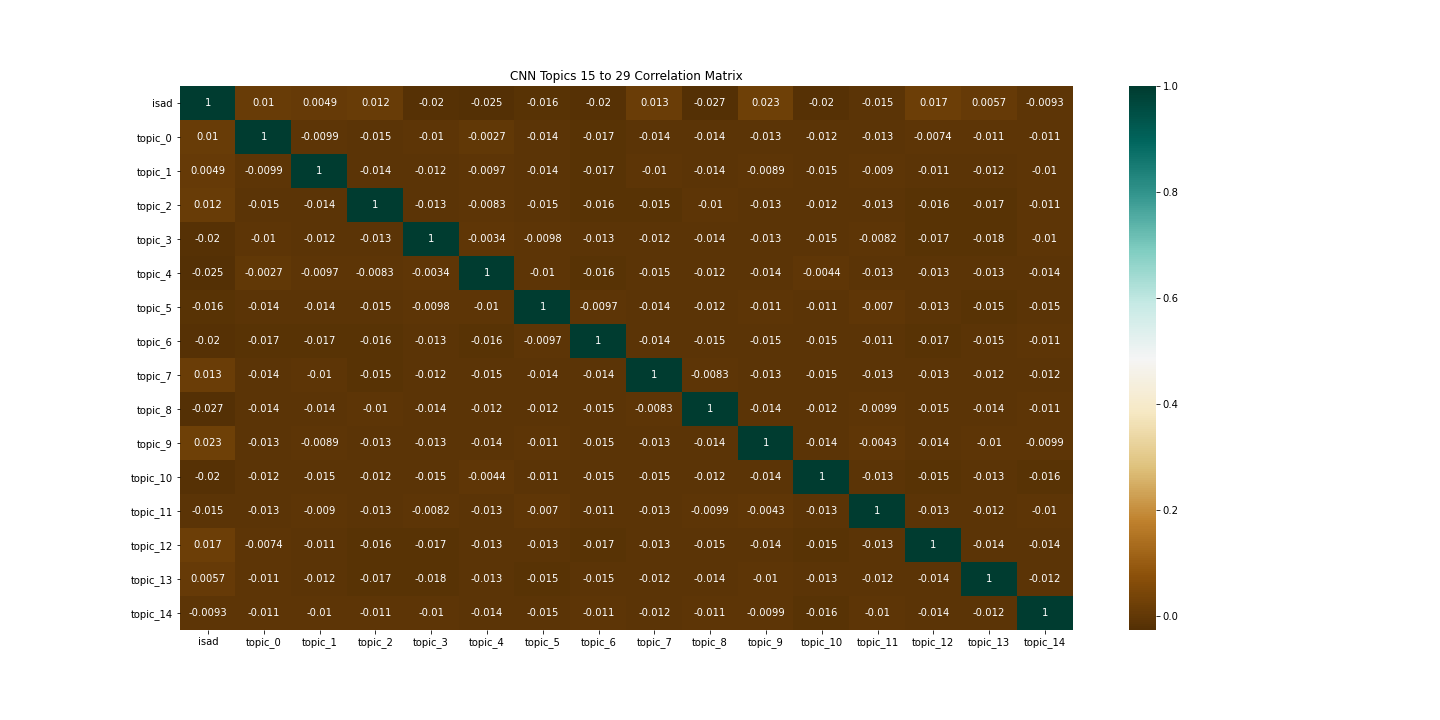 CNN Topics 15 to 29 Correlation Matrix
isad 1 0.01 0.0049 0.012 -0.02 -0.025 -0.016 -0.02 0.013 -0.027 0.023 -0.02 -0.015 0.017 0.0057 -0.0093
topic_0 0.01 1 -0.0099 -0.015 -0.01 -0.0027 -0.014 -0.017 -0.014 -0.014 -0.013 -0.012 -0.013 -0.0074 -0.011 -0.011
topic_1 0.0049 -0.0099 1 -0.014 -0.012 -0.0097 -0.014 -0.017 -0.01 -0.014 -0.0089 -0.015 -0.009 -0.011 -0.012 -0.01
topic_2 0.012 -0.015 -0.014 1 -0.013 -0.0083 -0.015 -0.016 -0.015 -0.01 -0.013 -0.012 -0.013 -0.016 -0.017 -0.011
topic_3 -0.02 -0.01 -0.012 -0.013 1 -0.0034 -0.0098 -0.013 -0.012 -0.014 -0.013 -0.015 -0.0082 -0.017 -0.018 -0.01
topic_4 -0.025 -0.0027 -0.0097 -0.0083 -0.0034 1 -0.01 -0.016 -0.015 -0.012 -0.014 -0.0044 -0.013 -0.013 -0.013 -0.014
topic_5 -0.016 -0.014 -0.014 -0.015 -0.0098 -0.01 1 -0.0097 -0.014 -0.012 -0.011 -0.011 -0.007 -0.013 -0.015 -0.015
topic_6 -0.02 -0.017 -0.017 -0.016 -0.013 -0.016 -0.0097 1 -0.014 -0.015 -0.015 -0.015 -0.011 -0.017 -0.015 -0.011
topic_7 0.013 -0.014 -0.01 -0.015 -0.012 -0.015 -0.014 -0.014 1 -0.0083 -0.013 -0.015 -0.013 -0.013 -0.012 -0.012
topic_8 -0.027 -0.014 -0.014 -0.01 -0.014 -0.012 -0.012 -0.015 -0.0083 1 -0.014 -0.012 -0.0099 -0.015 -0.014 -0.011
topic_9 0.023 -0.013 -0.0089 -0.013 -0.013 -0.014 -0.011 -0.015 -0.013 -0.014 1 -0.014 -0.0043 -0.014 -0.01 -0.0099
topic_10 -0.02 -0.012 -0.015 -0.012 -0.015 -0.0044 -0.011 -0.015 -0.015 -0.012 -0.014 1 -0.013 -0.015 -0.013 -0.016
topic_11 -0.015 -0.013 -0.009 -0.013 -0.0082 -0.013 -0.007 -0.011 -0.013 -0.0099 -0.0043 -0.013 1 -0.013 -0.012 -0.01
topic_12 0.017 -0.0074 -0.011 -0.016 -0.017 -0.013 -0.013 -0.017 -0.013 -0.015 -0.014 -0.015 -0.013 1 -0.014 -0.014
topic_13 0.0057 -0.011 -0.012 -0.017 -0.018 -0.013 -0.015 -0.015 -0.012 -0.014 -0.01 -0.013 -0.012 -0.014 1 -0.012
topic_14 -0.0093 -0.011 -0.01 -0.011 -0.01 -0.014 -0.015 -0.011 -0.012 -0.011 -0.0099 -0.016 -0.01 -0.014 -0.012 1
isad topic_0 topic_1 topic_2 topic_3 topic_4 topic_5 topic_6 topic_7 topic_8 topic_9 topic_10 topic_11 topic_12 topic_13 topic_14
1.0
0.8
0.6
0.4
0.2
0.0